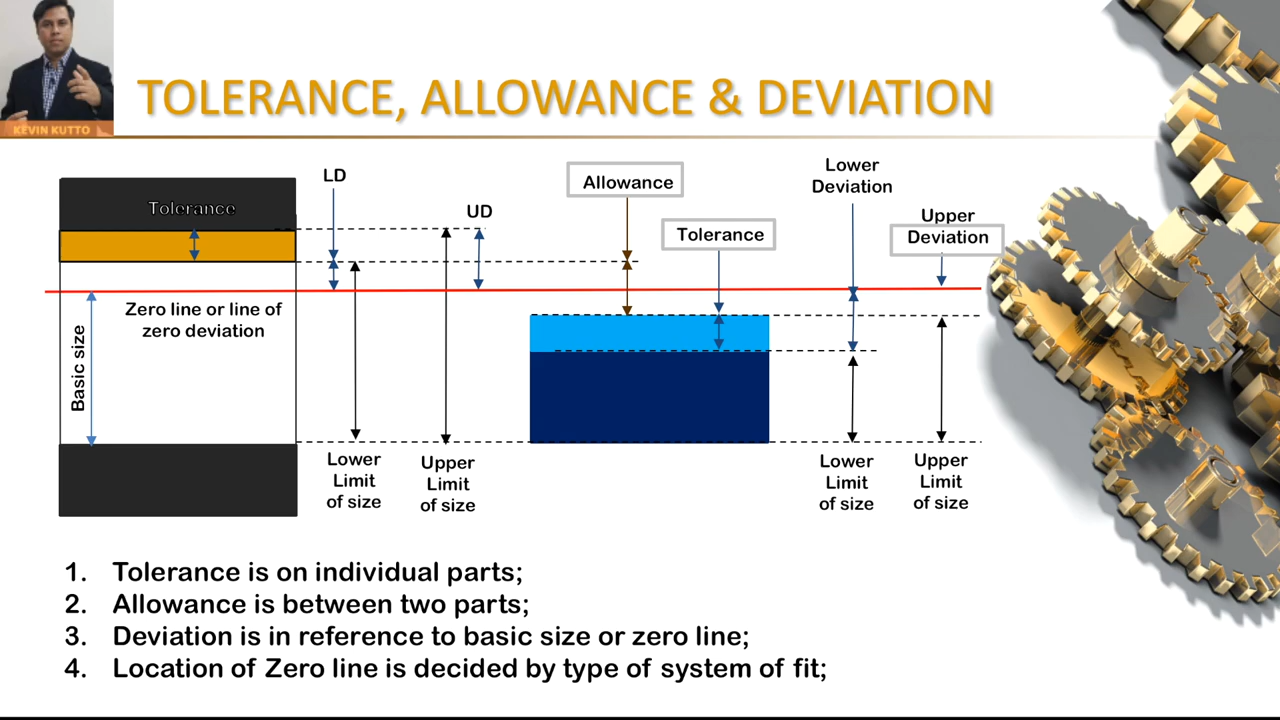 KEVIN KUTTO
TOLERANCE, ALLOWANCE & DEVIATION
Tolerance
LD
UD
Zero line or line of
zero deviation
Basic size
Lower
Limit
of size
Upper
Limit
of size
Allowance
Tolerance
Lower
Deviation
Upper
Deviation
Lower
Limit
of size
Upper
Limit
of size
1. Tolerance is on individual parts;
2. Allowance is between two parts;
3. Deviation is in reference to basic size or zero line;
4. Location of Zero line is decided by type of system of fit;